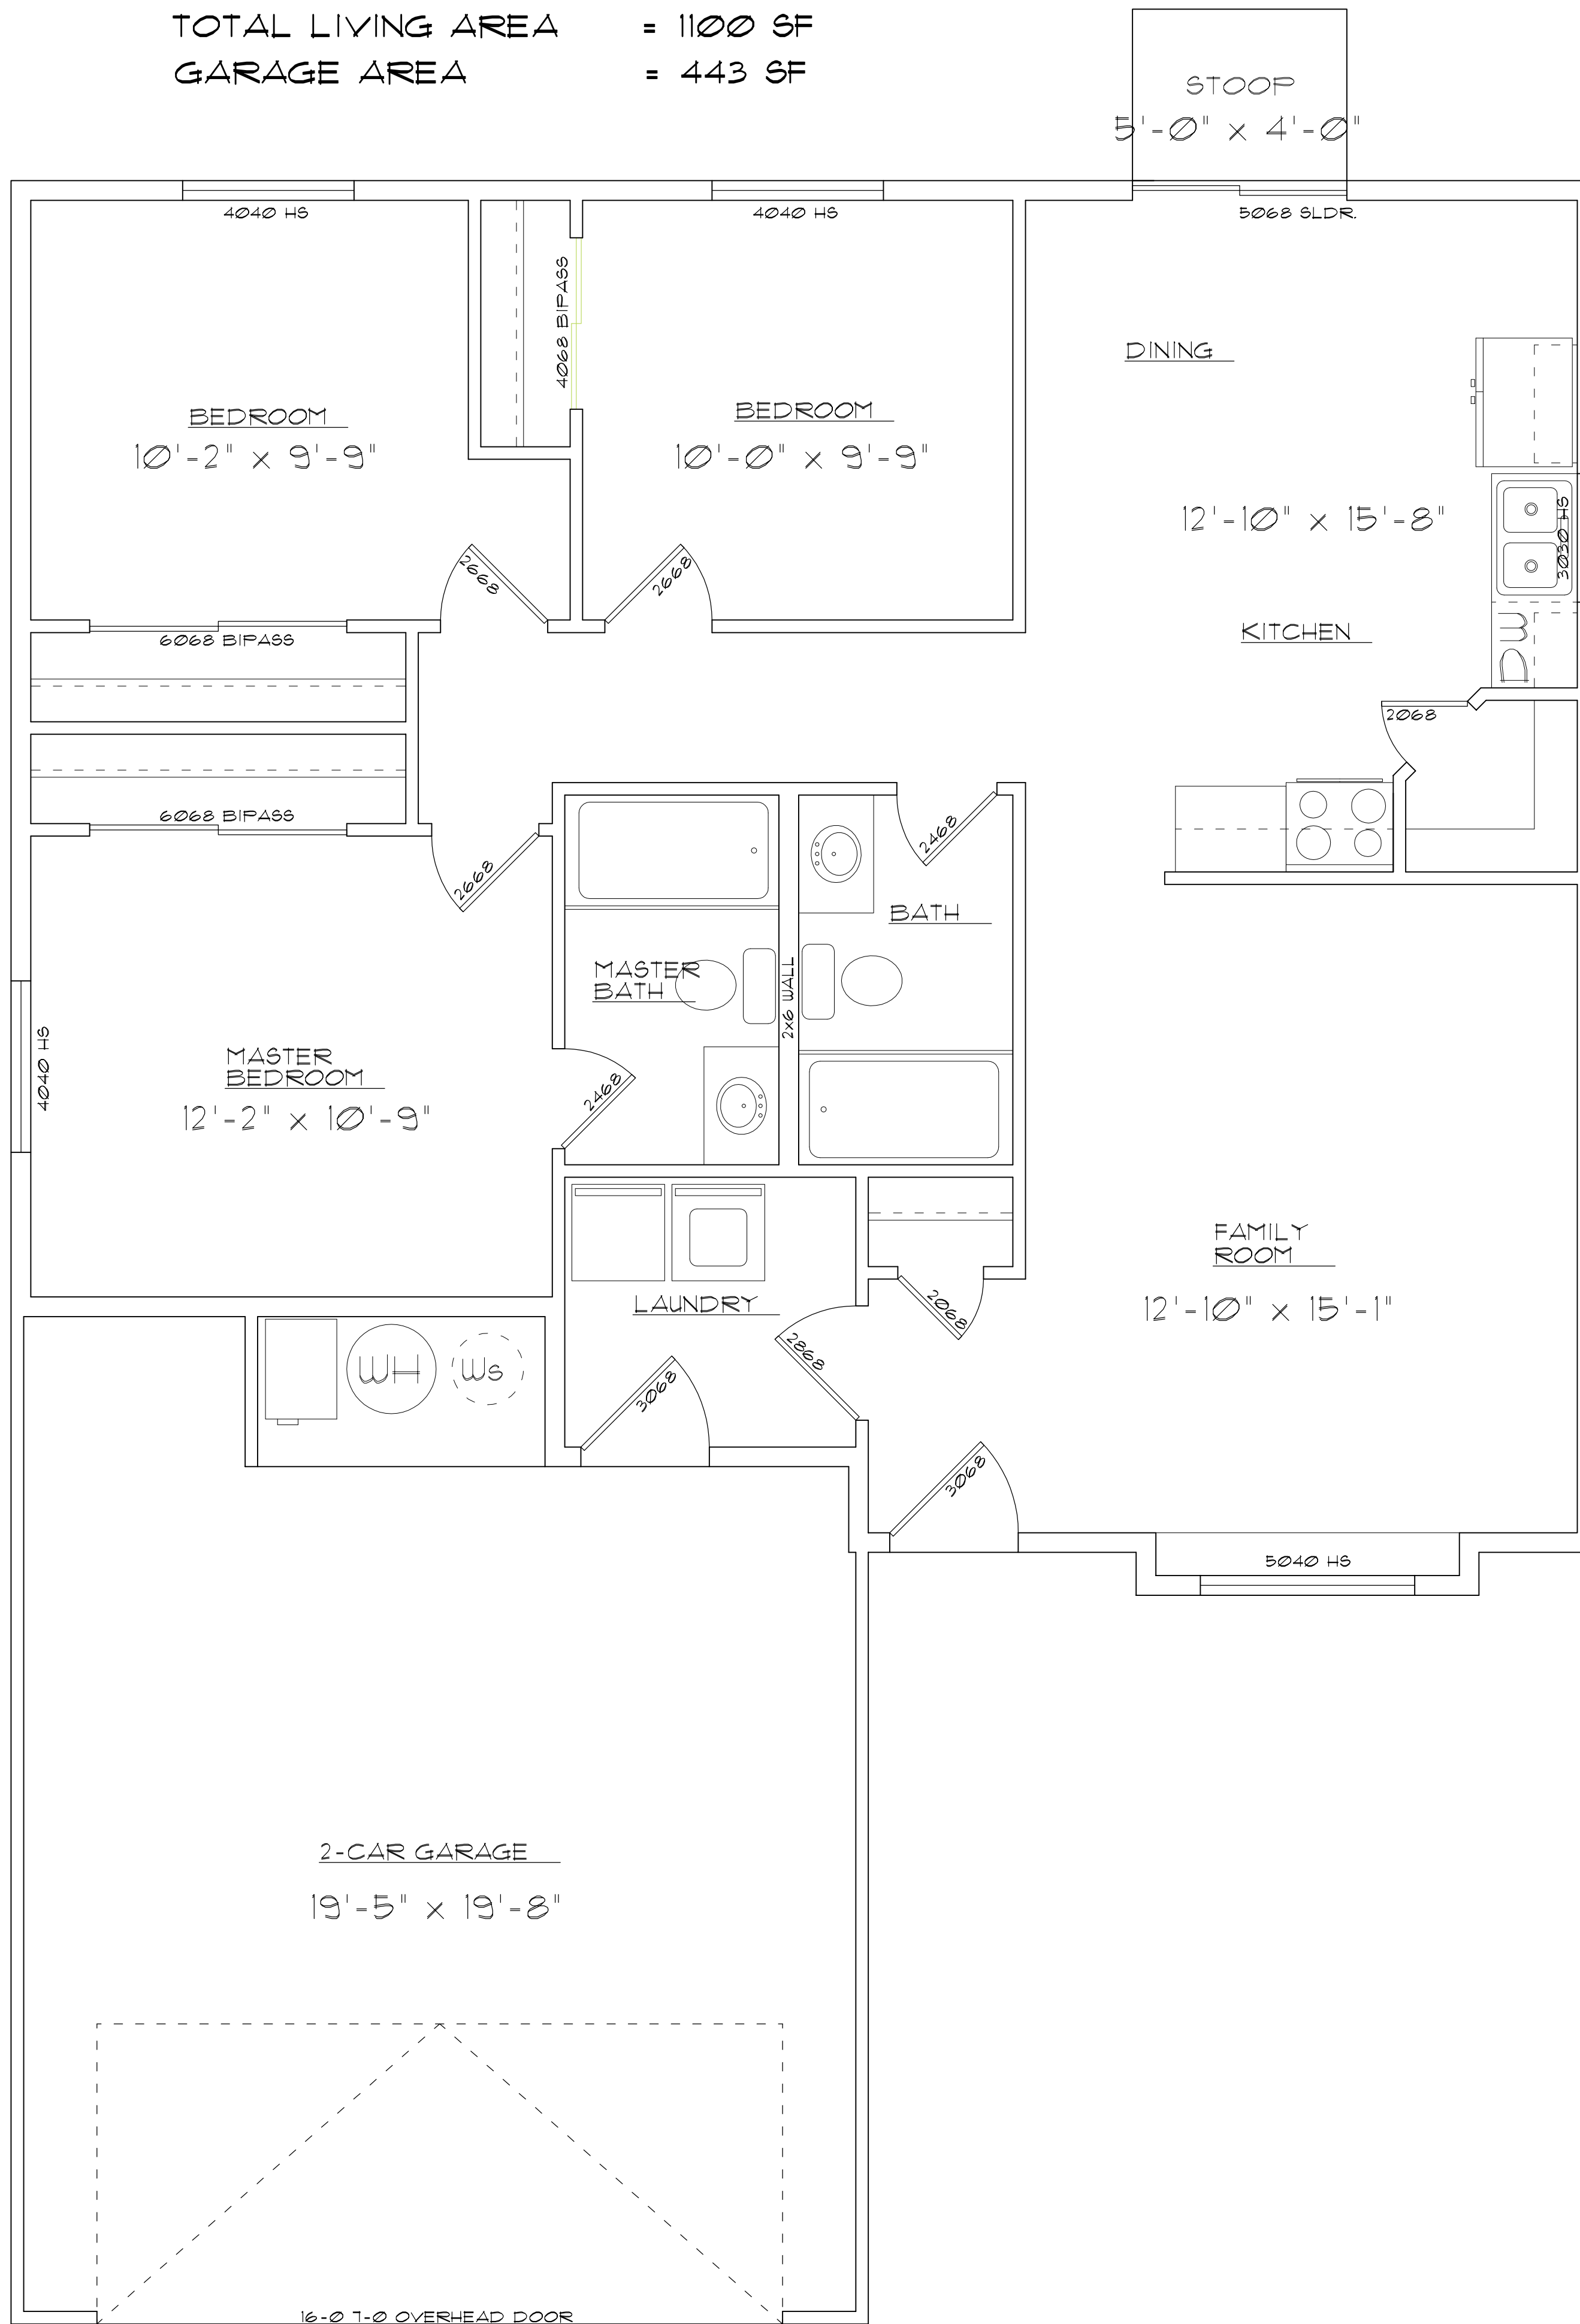 TOTAL LIVING AREA = 1100 SF
GARAGE AREA = 443 SF
STOOP
5'-0" x 4'-0"
4040 HS
4040 HS
5068 SLDR.
4068 BIPASS
DINING
BEDROOM
10'-2" x 9'-9"
BEDROOM
10'-0" x 9'-9"
12'-10" x 15'-8"
3030 HS
2668
2668
KITCHEN
DW
6068 BIPASS
2068
6068 BIPASS
2668
2468
BATH
MASTER
BATH
2x6 WALL
4040 HS
MASTER
BEDROOM
12'-2" x 10'-9"
2468
FAMILY
ROOM
12'-10" x 15'-1"
LAUNDRY
2068
2868
WH
Ws
3068
3068
5040 HS
2-CAR GARAGE
19'-5" x 19'-8"
16-0 7-0 OVERHEAD DOOR